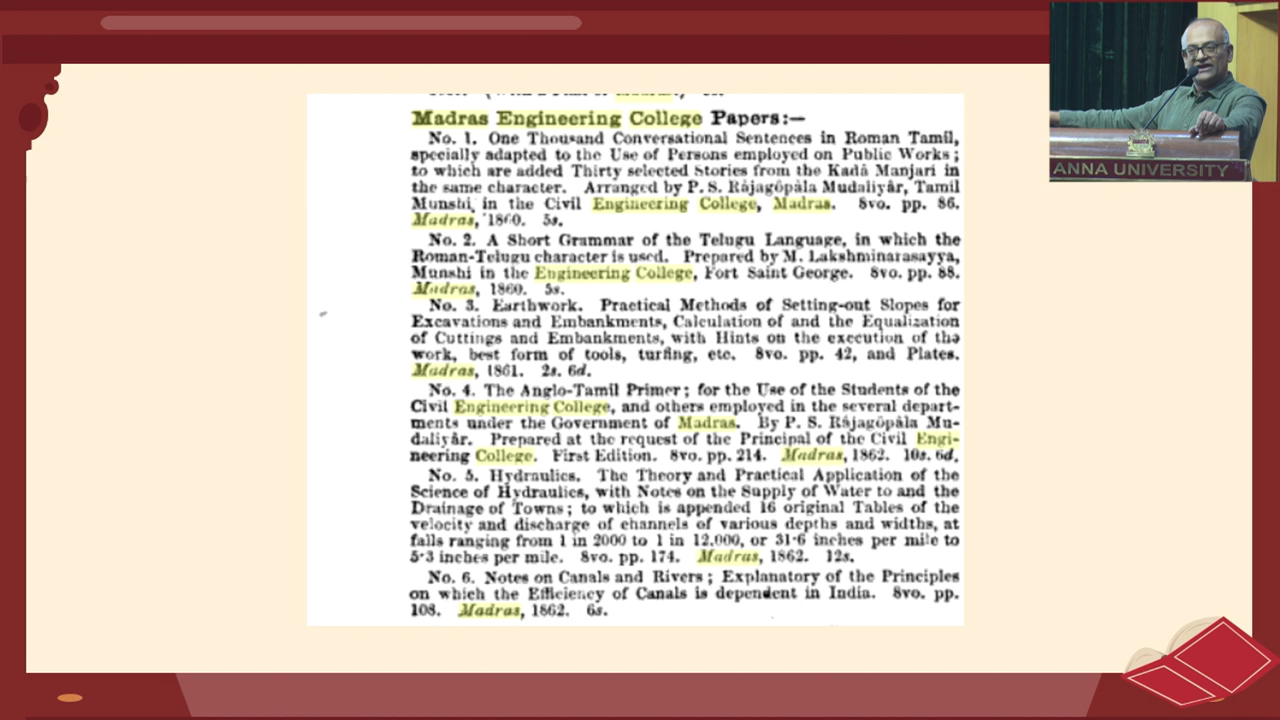 Madras Engineering College Papers:—
No. 1. One Thousand Conversational Sentences in Roman Tamil,
specially adapted to the Use of Persons employed on Public Works;
to which are added Thirty selected Stories from the Kadâ Manjari in
the same character. Arranged by P. S. Râjagôpâla Mudaliyâr, Tamil
Munshi in the Civil Engineering College, Madras. 8vo. pp. 86.
Madras, 1860. 5s.
No. 2. A Short Grammar of the Telugu Language, in which the
Roman-Telugu character is used. Prepared by M. Lakshminarasayya,
Munshi in the Engineering College, Fort Saint George. 8vo. pp. 88.
Madras, 1860. 5s.
No. 3. Earthwork. Practical Methods of Setting-out Slopes for
Excavations and Embankments, Calculation of and the Equalization
of Cuttings and Embankments, with Hints on the execution of the
work, best form of tools, turfing, etc. 8vo. pp. 42, and Plates.
Madras, 1861. 2s. 6d.
No. 4. The Anglo-Tamil Primer; for the Use of the Students of the
Civil Engineering College, and others employed in the several depart-
ments under the Government of Madras. By P. S. Râjagôpâla Mu-
daliyâr. Prepared at the request of the Principal of the Civil Engi-
neering College. First Edition. 8vo. pp. 214. Madras, 1862. 10s. 6d.
No. 5. Hydraulics. The Theory and Practical Application of the
Science of Hydraulics, with Notes on the Supply of Water to and the
Drainage of Towns; to which is appended 16 original Tables of the
velocity and discharge of channels of various depths and widths, at
falls ranging from 1 in 2000 to 1 in 12,000, or 31·6 inches per mile to
5·3 inches per mile. 8vo. pp. 174. Madras, 1862. 12s.
No. 6. Notes on Canals and Rivers; Explanatory of the Principles
on which the Efficiency of Canals is dependent in India. 8vo. pp.
108. Madras, 1862. 6s.
ANNA UNIVERSITY